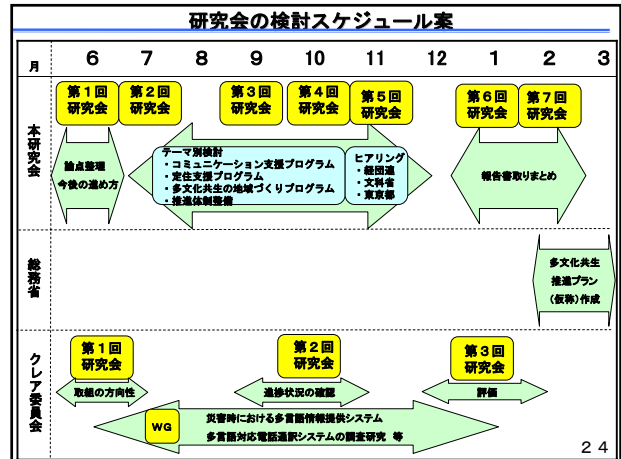 研究会の検討スケジュール案
月 6 7 8 9 10 11 12 1 2 3
本研究会
第1回
研究会
第2回
研究会
第3回
研究会
第4回
研究会
第5回
研究会
第6回
研究会
第7回
研究会
論点整理
今後の進め方
テーマ別検討
・コミュニケーション支援プログラム
・定住支援プログラム
・多文化共生の地域づくりプログラム
・推進体制整備
ヒアリング
・経団連
・文科省
・東京都
報告書取りまとめ
総務省
多文化共生
推進プラン
(仮称)作成
クレア委員会
第1回
研究会
第2回
研究会
第3回
研究会
取組の方向性
進捗状況の確認
評価
WG
災害時における多言語情報提供システム
多言語対応電話通訳システムの調査研究 等
24